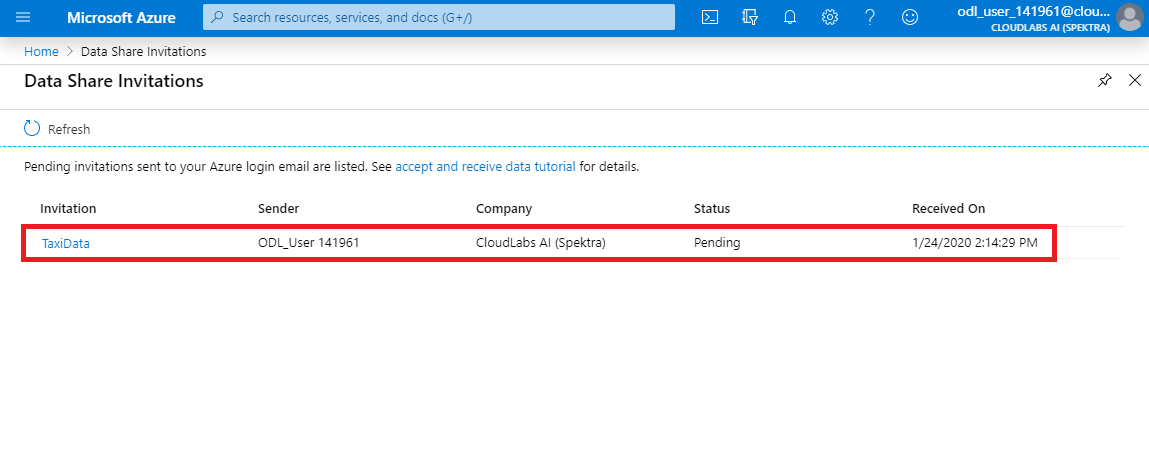 Microsoft Azure
Search resources, services, and docs (G+/)
odl_user_141961@clou...
CLOUDLABS AI (SPEKTRA)
Home > Data Share Invitations
Data Share Invitations
Refresh
Pending invitations sent to your Azure login email are listed. See accept and receive data tutorial for details.
Invitation Sender Company Status Received On
TaxiData ODL_User 141961 CloudLabs AI (Spektra) Pending 1/24/2020 2:14:29 PM